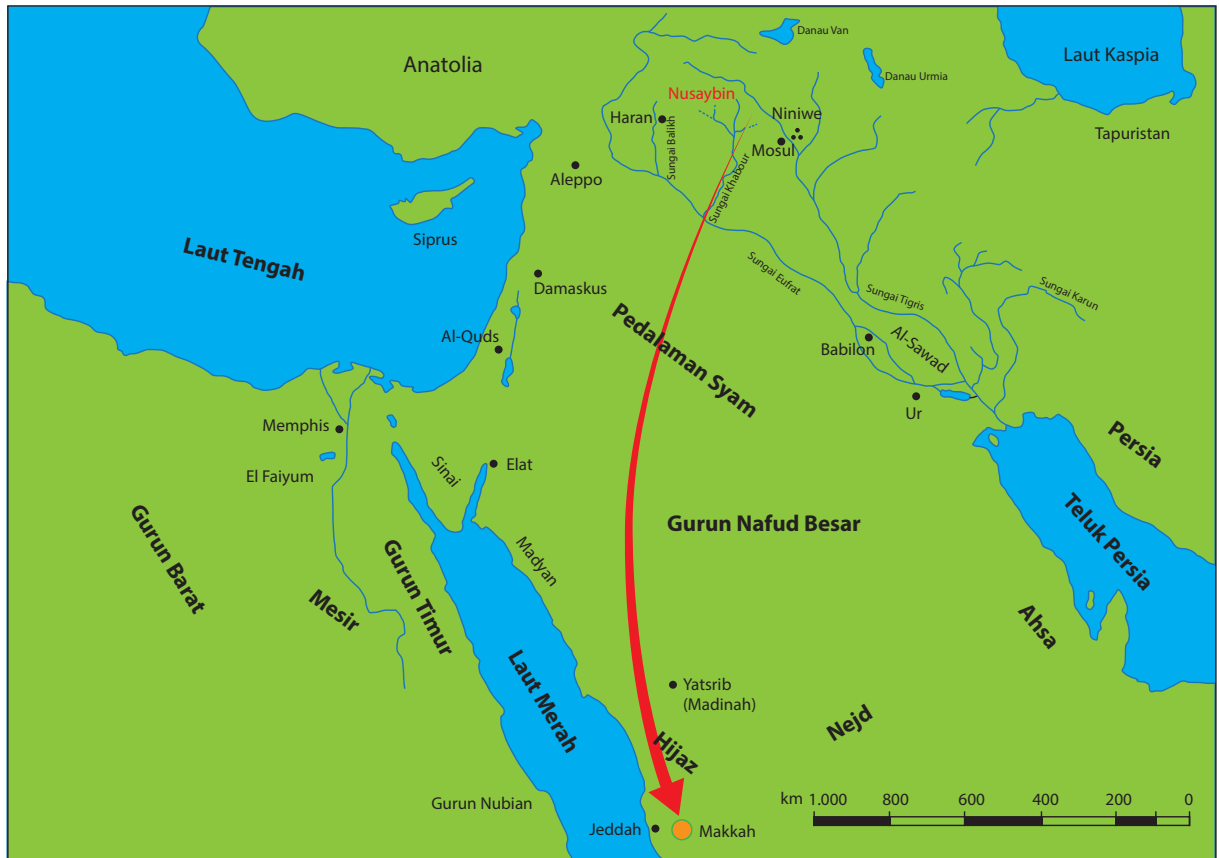 Danau Van
Laut Kaspia
Anatolia
Danau Urmia
Nusaybin
Haran
Niniwe
Tapuristan
Sungai Balikh
Mosul
Aleppo
Sungai Khabour
Siprus
Laut Tengah
Damaskus
Sungai Eufrat
Sungai Tigris
Sungai Karun
Al-Quds
Pedalaman Syam
Babilon
Al-Sawad
Ur
Memphis
Persia
El Faiyum
Sinai
Elat
Gurun Nafud Besar
Teluk Persia
Gurun Barat
Mesir
Gurun Timur
Madyan
Ahsa
Laut Merah
Yatsrib
(Madinah)
Nejd
Hijaz
Gurun Nubian
km 1.000 800 600 400 200 0
Jeddah
Makkah